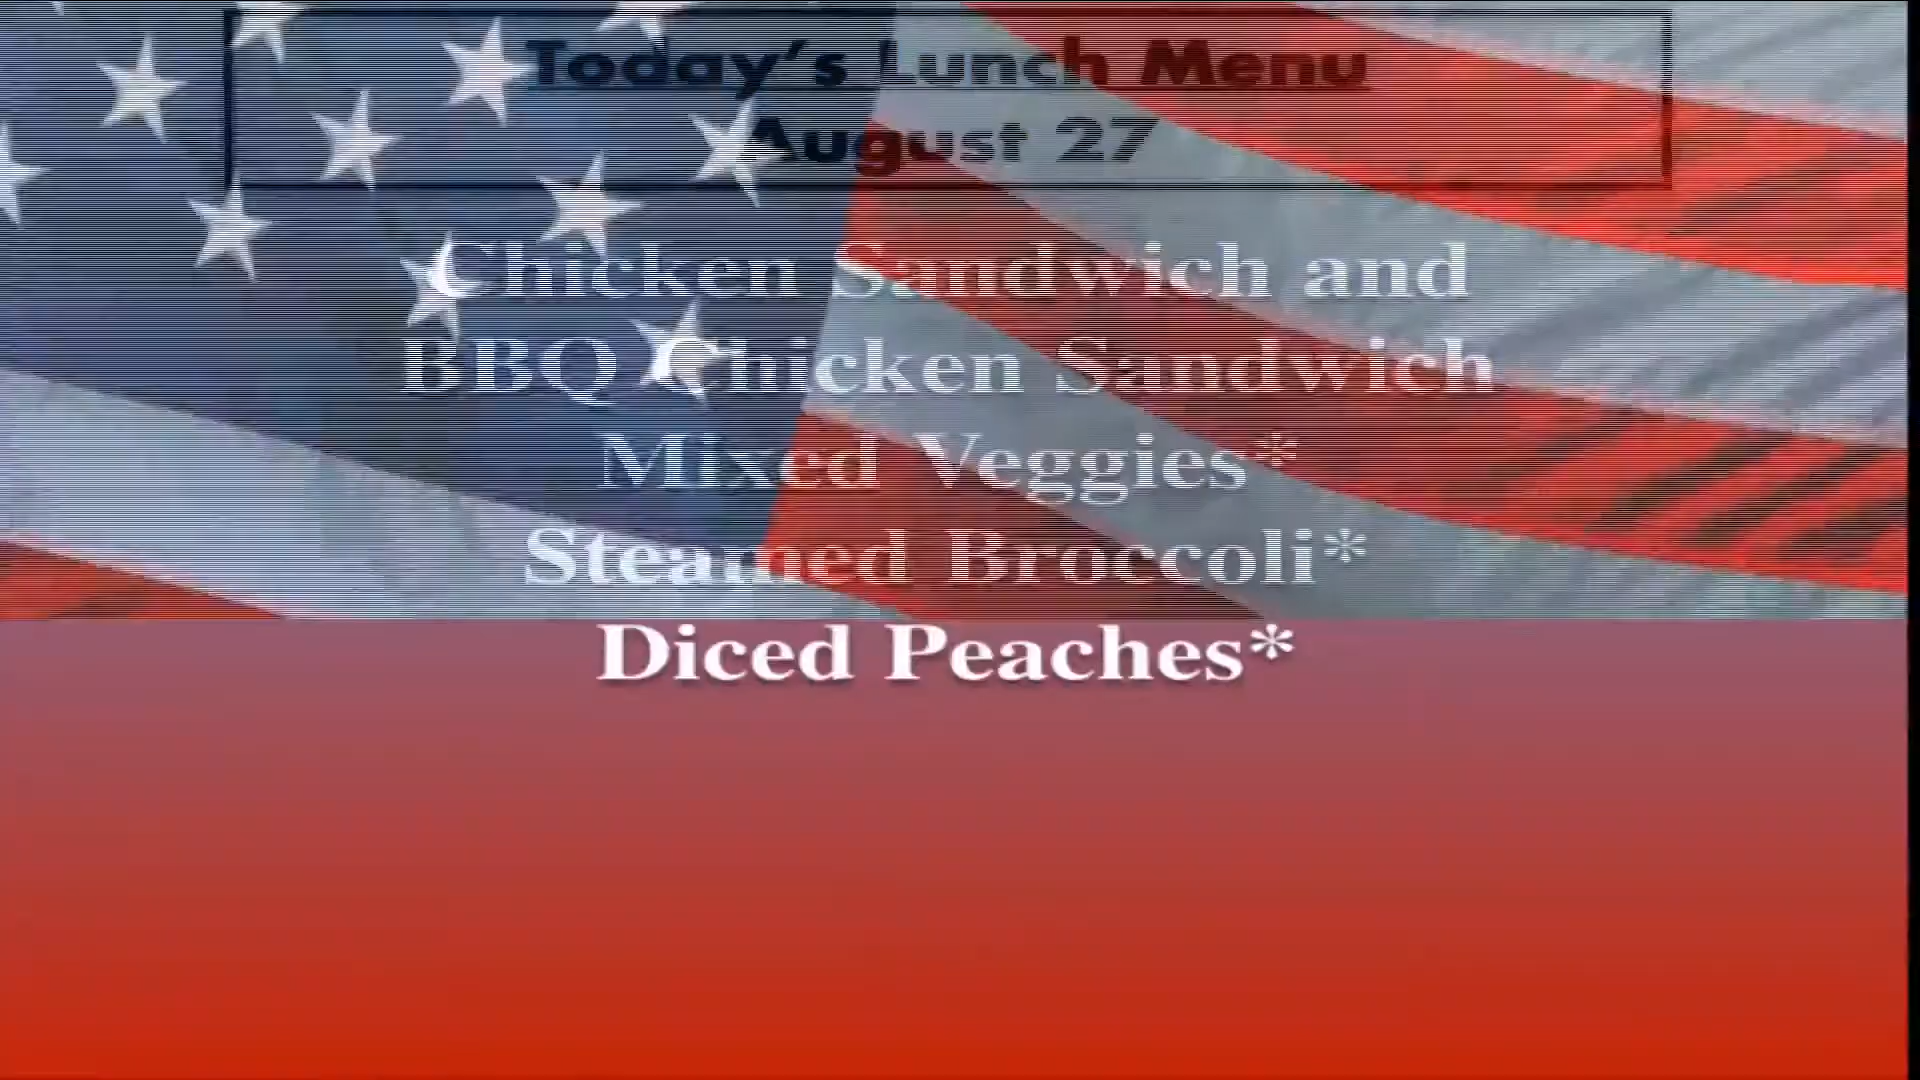 Today's Lunch Menu
August 27
Chicken Sandwich and
BBQ Chicken Sandwich
Mixed Veggies*
Steamed Broccoli*
Diced Peaches*